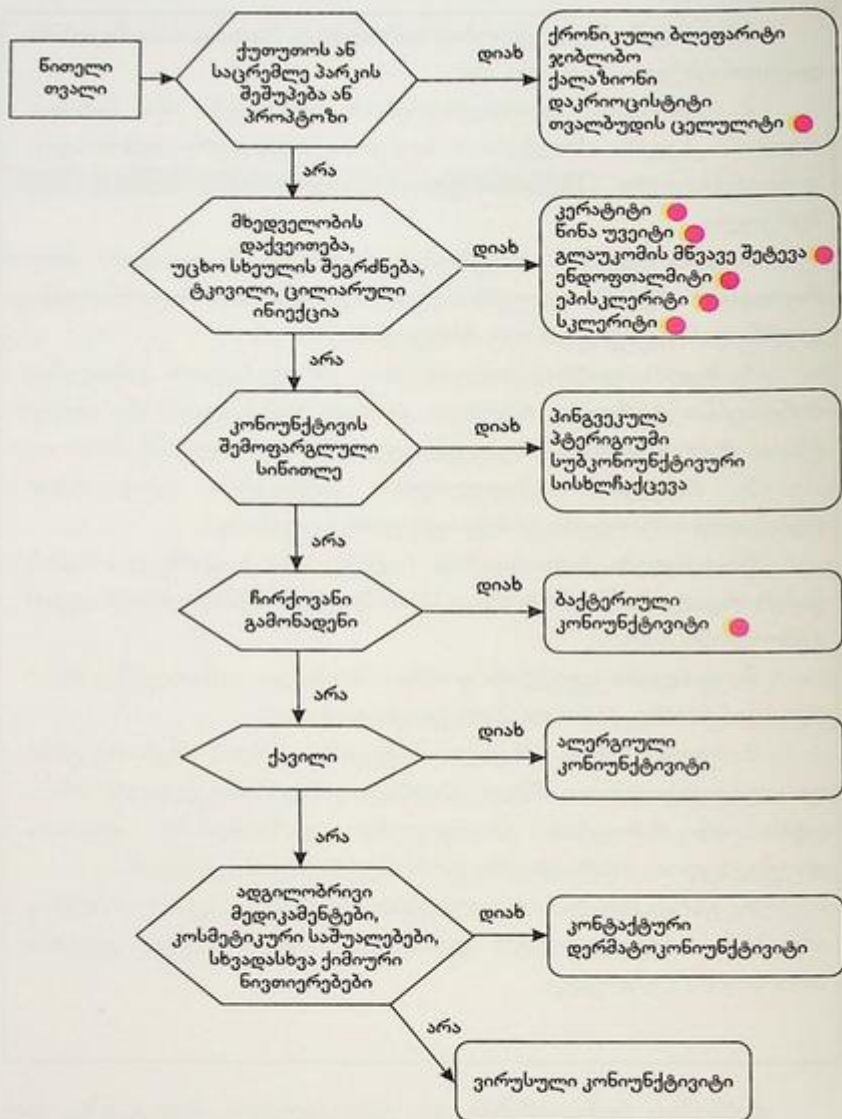 წითელი
თვალი
ქუთუთოს ან
საცრემლე პარკის
შეშუპება ან
პროპტოზი
დიახ
ქრონიკული ბლეფარიტი
ჯიბლიბო
ქალაზიონი
დაკრიოცისტიტი
თვალბუდის ცელულიტი
არა
მხედველობის
დაქვეითება,
უცხო სხეულის შეგრძნება,
ტკივილი, ცილიარული
ინიექცია
დიახ
კერატიტი
წინა უვეიტი
გლაუკომის მწვავე შეტევა
ენდოფთალმიტი
ეპისკლერიტი
სკლერიტი
არა
კონიუნქტივის
შემოფარგლული
სიწითლე
დიახ
პინგვეკულა
პტერიგიუმი
სუბკონიუნქტივური
სისხლჩაქცევა
არა
ჩირქოვანი
გამონადენი
დიახ
ბაქტერიული
კონიუნქტივიტი
არა
ქავილი
დიახ
ალერგიული
კონიუნქტივიტი
არა
ადგილობრივი
მედიკამენტები,
კოსმეტიკური საშუალებები,
სხვადასხვა ქიმიური
ნივთიერებები
დიახ
კონტაქტური
დერმატოკონიუნქტივიტი
არა
ვირუსული კონიუნქტივიტი